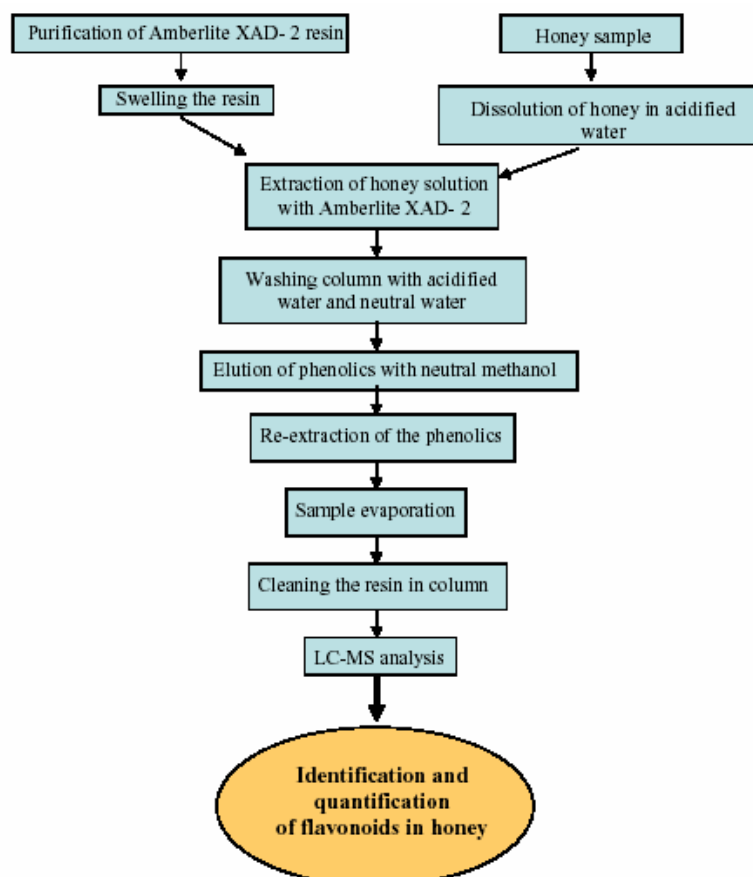 Purification of Amberlite XAD- 2 resin
Honey sample
Swelling the resin
Dissolution of honey in acidified
water
Extraction of honey solution
with Amberlite XAD- 2
Washing column with acidified
water and neutral water
Elution of phenolics with neutral methanol
Re-extraction of the phenolics
Sample evaporation
Cleaning the resin in column
LC-MS analysis
Identification and
quantification
of flavonoids in honey